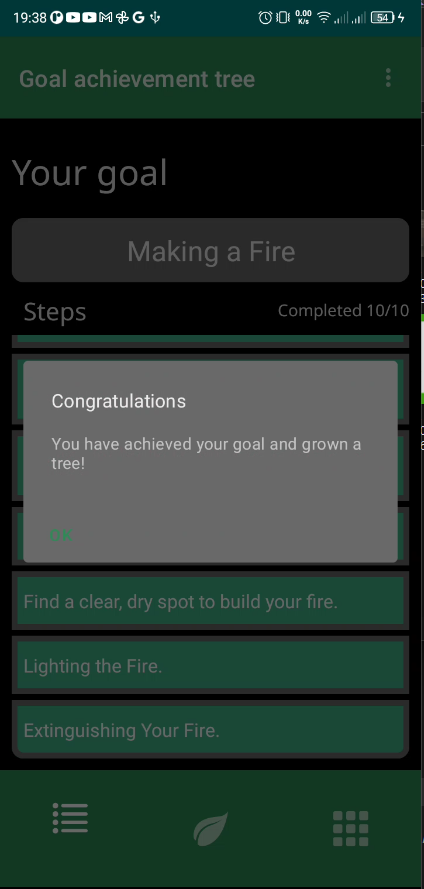 19:38
0.00
K/s
54
Goal achievement tree
Your goal
Making a Fire
Steps
Completed 10/10
Congratulations
You have achieved your goal and grown a
tree!
OK
Find a clear, dry spot to build your fire.
Lighting the Fire.
Extinguishing Your Fire.